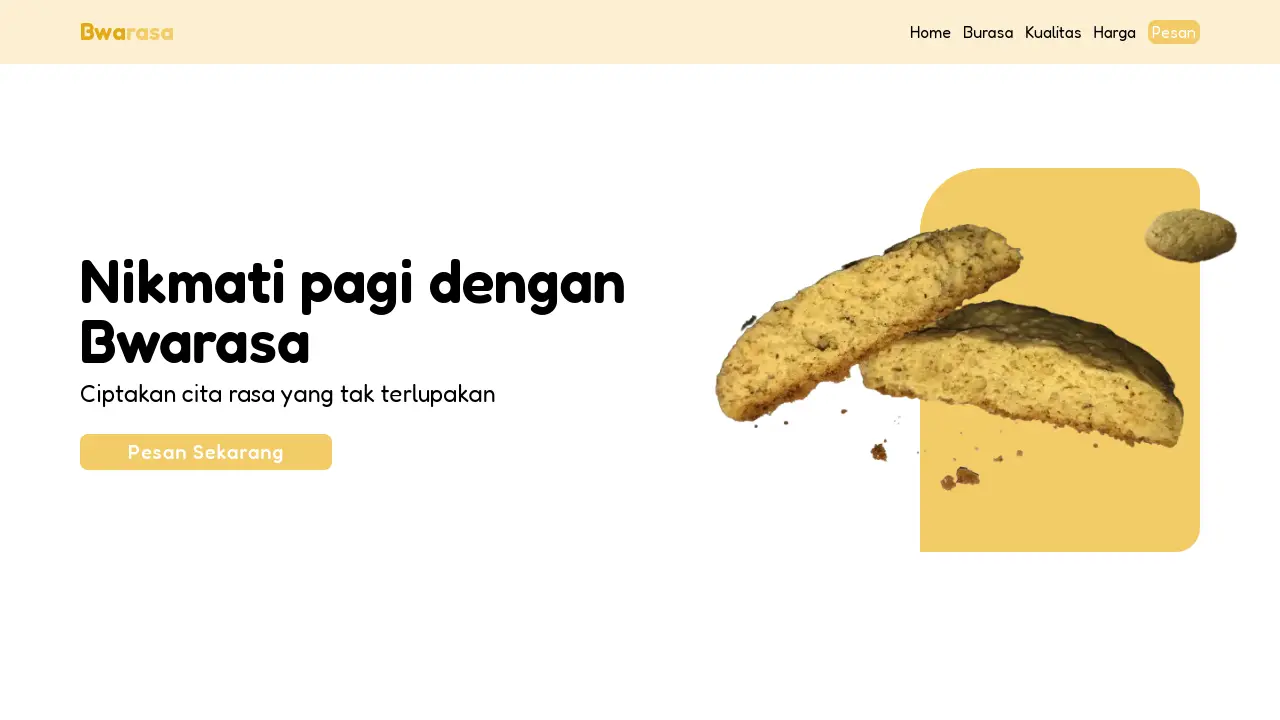 Bwarasa
Home Burasa Kualitas Harga Pesan
Nikmati pagi dengan
Bwarasa
Ciptakan cita rasa yang tak terlupakan
Pesan Sekarang